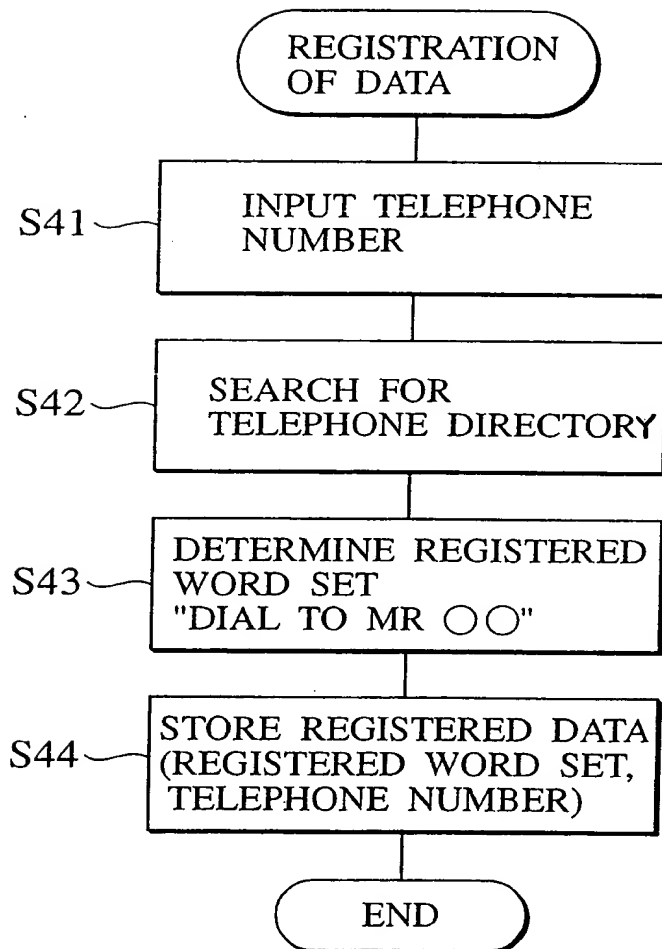 REGISTRATION
OF DATA
S41
INPUT TELEPHONE
NUMBER
S42
SEARCH FOR
TELEPHONE DIRECTORY
S43
DETERMINE REGISTERED
WORD SET
"DIAL TO MR ○○"
S44
STORE REGISTERED DATA
(REGISTERED WORD SET,
TELEPHONE NUMBER)
END